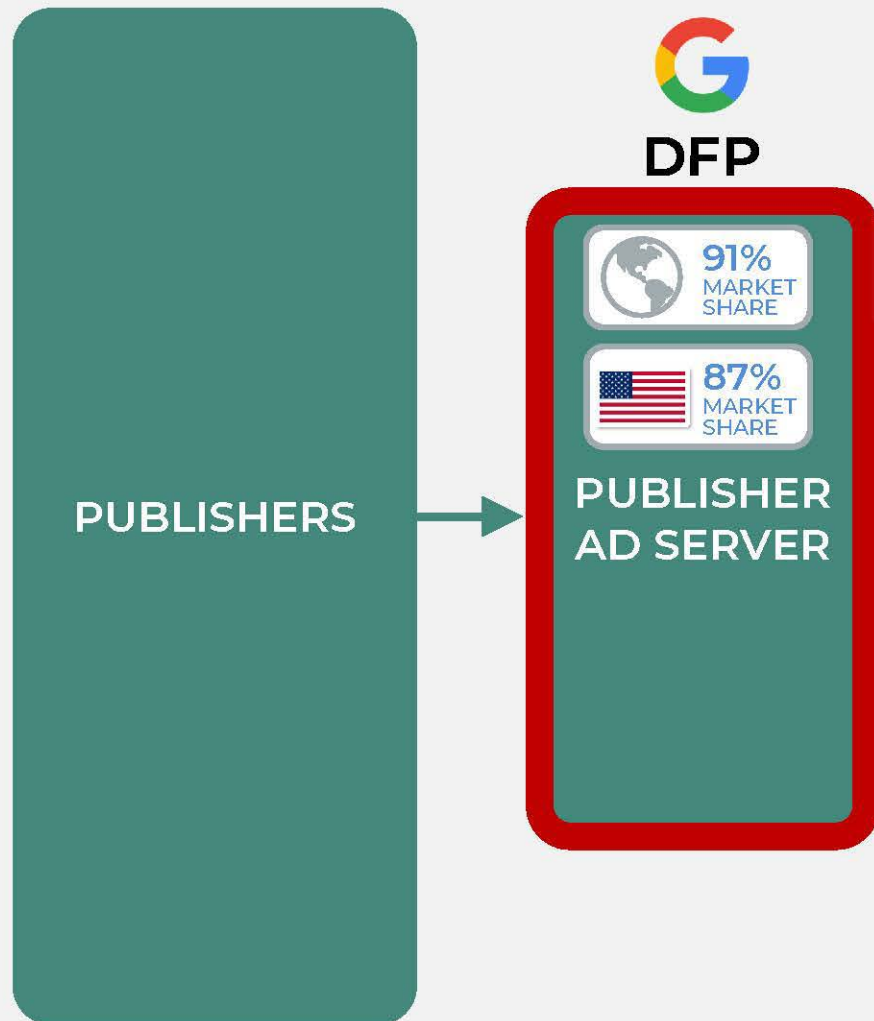 PUBLISHERS
G
DFP
91%
MARKET
SHARE
87%
MARKET
SHARE
PUBLISHER
AD SERVER